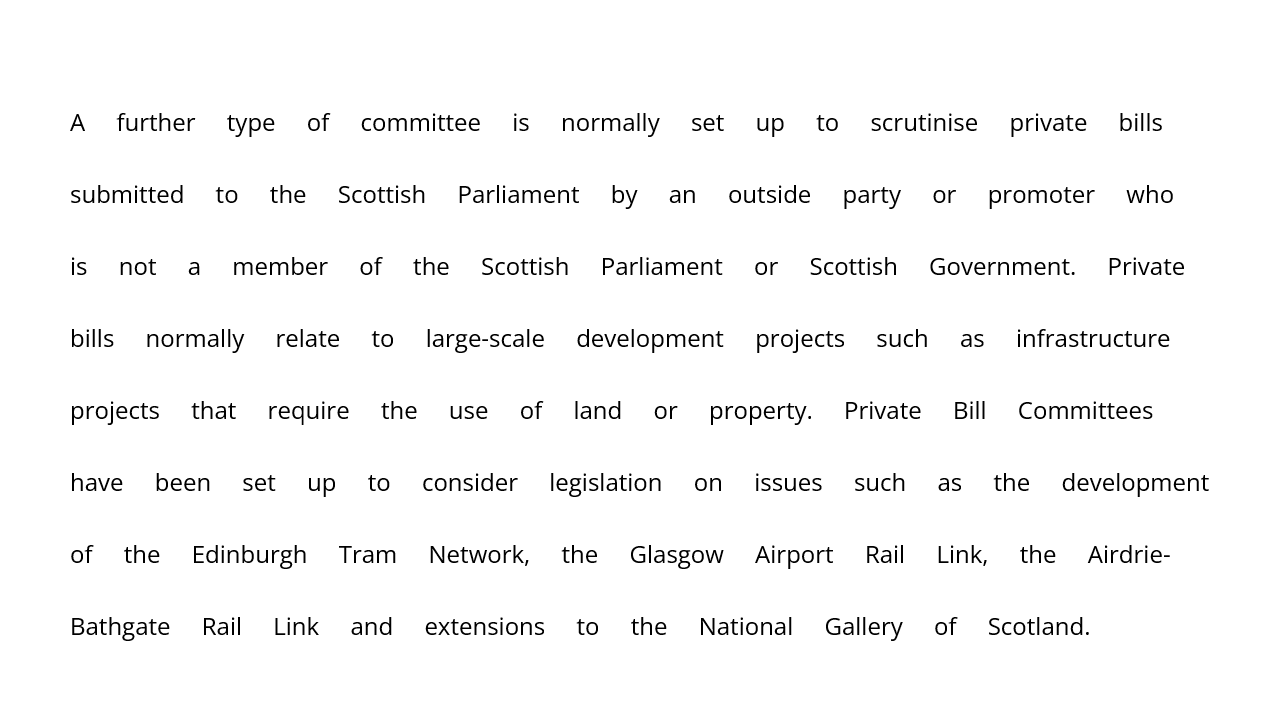 A further type of committee is normally set up to scrutinise private bills
submitted to the Scottish Parliament by an outside party or promoter who
is not a member of the Scottish Parliament or Scottish Government. Private
bills normally relate to large-scale development projects such as infrastructure
projects that require the use of land or property. Private Bill Committees
have been set up to consider legislation on issues such as the development
of the Edinburgh Tram Network, the Glasgow Airport Rail Link, the Airdrie-
Bathgate Rail Link and extensions to the National Gallery of Scotland.